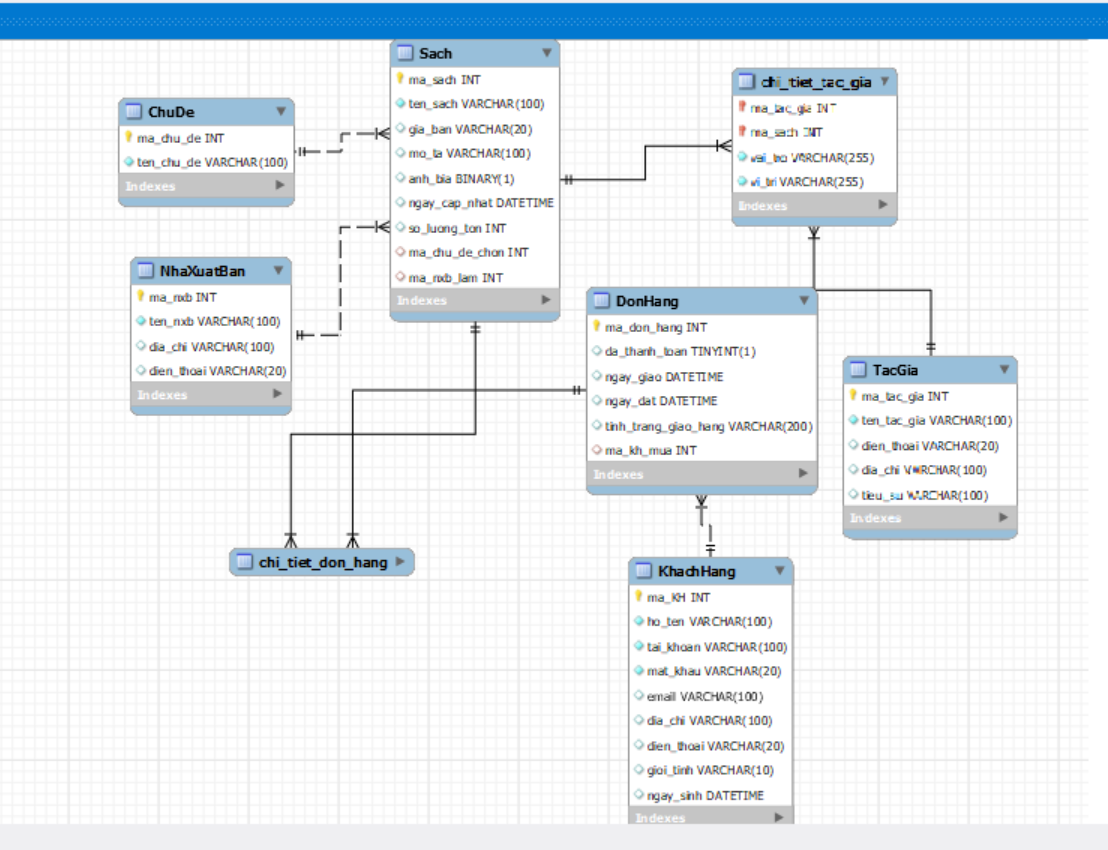 ChuDe
ma_chu_de INT
ten_chu_de VARCHAR(100)
Indexes
NhaXuatBan
ma_nxb INT
ten_nxb VARCHAR(100)
dia_chi VARCHAR(100)
dien_thoai VARCHAR(20)
Indexes
Sach
ma_sach INT
ten_sach VARCHAR(100)
gia_ban VARCHAR(20)
mo_ta VARCHAR(100)
anh_bia BINARY(1)
ngay_cap_nhat DATETIME
so_luong_ton INT
ma_chu_de_chon INT
ma_nxb_lam INT
Indexes
chi_tiet_tac_gia
ma_tac_gia INT
ma_sach INT
vai_tro VARCHAR(255)
vi_tri VARCHAR(255)
Indexes
DonHang
ma_don_hang INT
da_thanh_toan TINYINT(1)
ngay_giao DATETIME
ngay_dat DATETIME
tinh_trang_giao_hang VARCHAR(200)
ma_kh_mua INT
Indexes
TacGia
ma_tac_gia INT
ten_tac_gia VARCHAR(100)
dien_thoai VARCHAR(20)
dia_chi VARCHAR(100)
tieu_su VARCHAR(100)
Indexes
chi_tiet_don_hang
KhachHang
ma_KH INT
ho_ten VARCHAR(100)
tai_khoan VARCHAR(100)
mat_khau VARCHAR(20)
email VARCHAR(100)
dia_chi VARCHAR(100)
dien_thoai VARCHAR(20)
gioi_tinh VARCHAR(10)
ngay_sinh DATETIME
Indexes